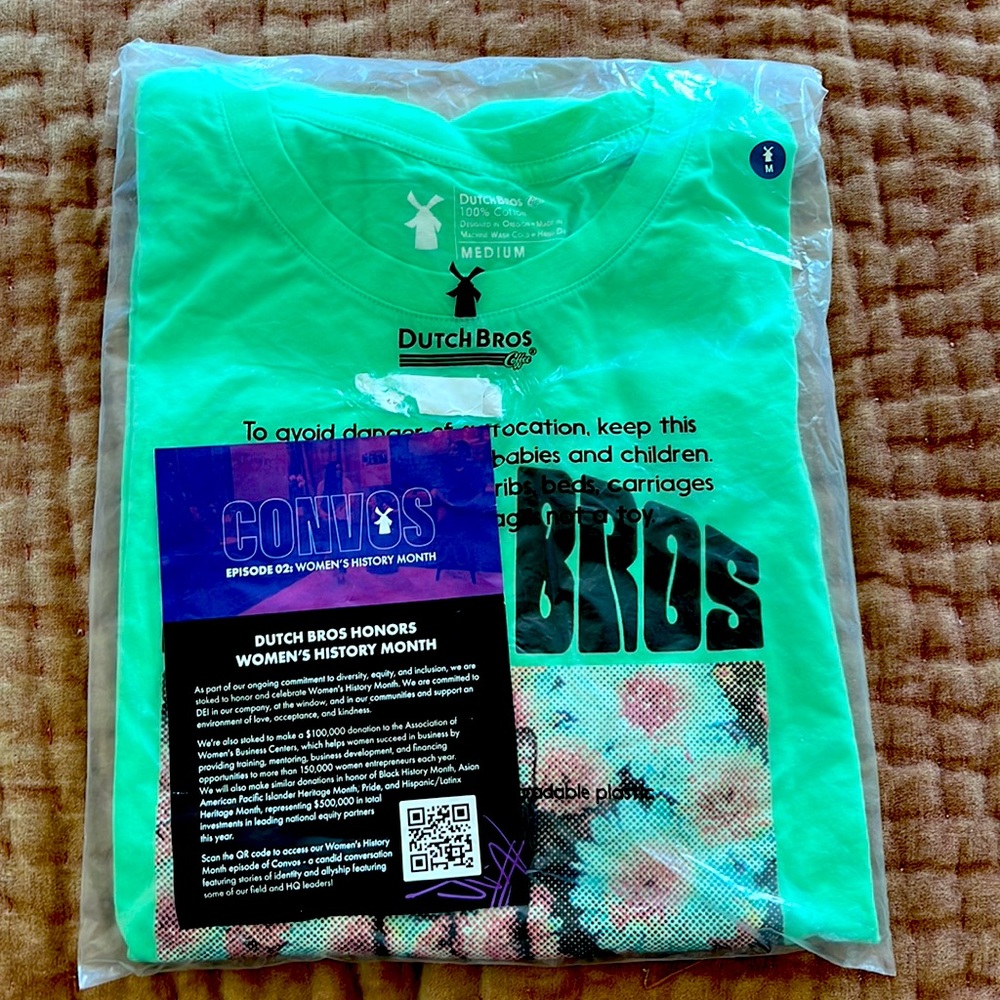 M
DUTCH BROS
100% Cotton
MEDIUM
DUTCH BROS
Coffee®
To avoid danger of suffocation, keep this
babies and children.
ribs, beds, carriages
not a toy.
BROS
CONVOS
EPISODE 02: WOMEN'S HISTORY MONTH
DUTCH BROS HONORS
WOMEN'S HISTORY MONTH
As part of our ongoing commitment to diversity, equity, and inclusion, we are
stoked to honor and celebrate Women's History Month. We are committed to
DEI in our company, at the window, and in our communities and support an
environment of love, acceptance, and kindness.
We're also stoked to make a $100,000 donation to the Association of
Women's Business Centers, which helps women succeed in business by
providing training, mentoring, business development, and financing
opportunities to more than 150,000 women entrepreneurs each year.
We will also make similar donations in honor of Black History Month, Asian
American Pacific Islander Heritage Month, Pride, and Hispanic/Latinx
Heritage Month, representing $500,000 in total
investments in leading national equity partners
this year.
Scan the QR code to access our Women's History
Month episode of Convos - a candid conversation
featuring stories of identity and allyship featuring
some of our field and HQ leaders!
plastic